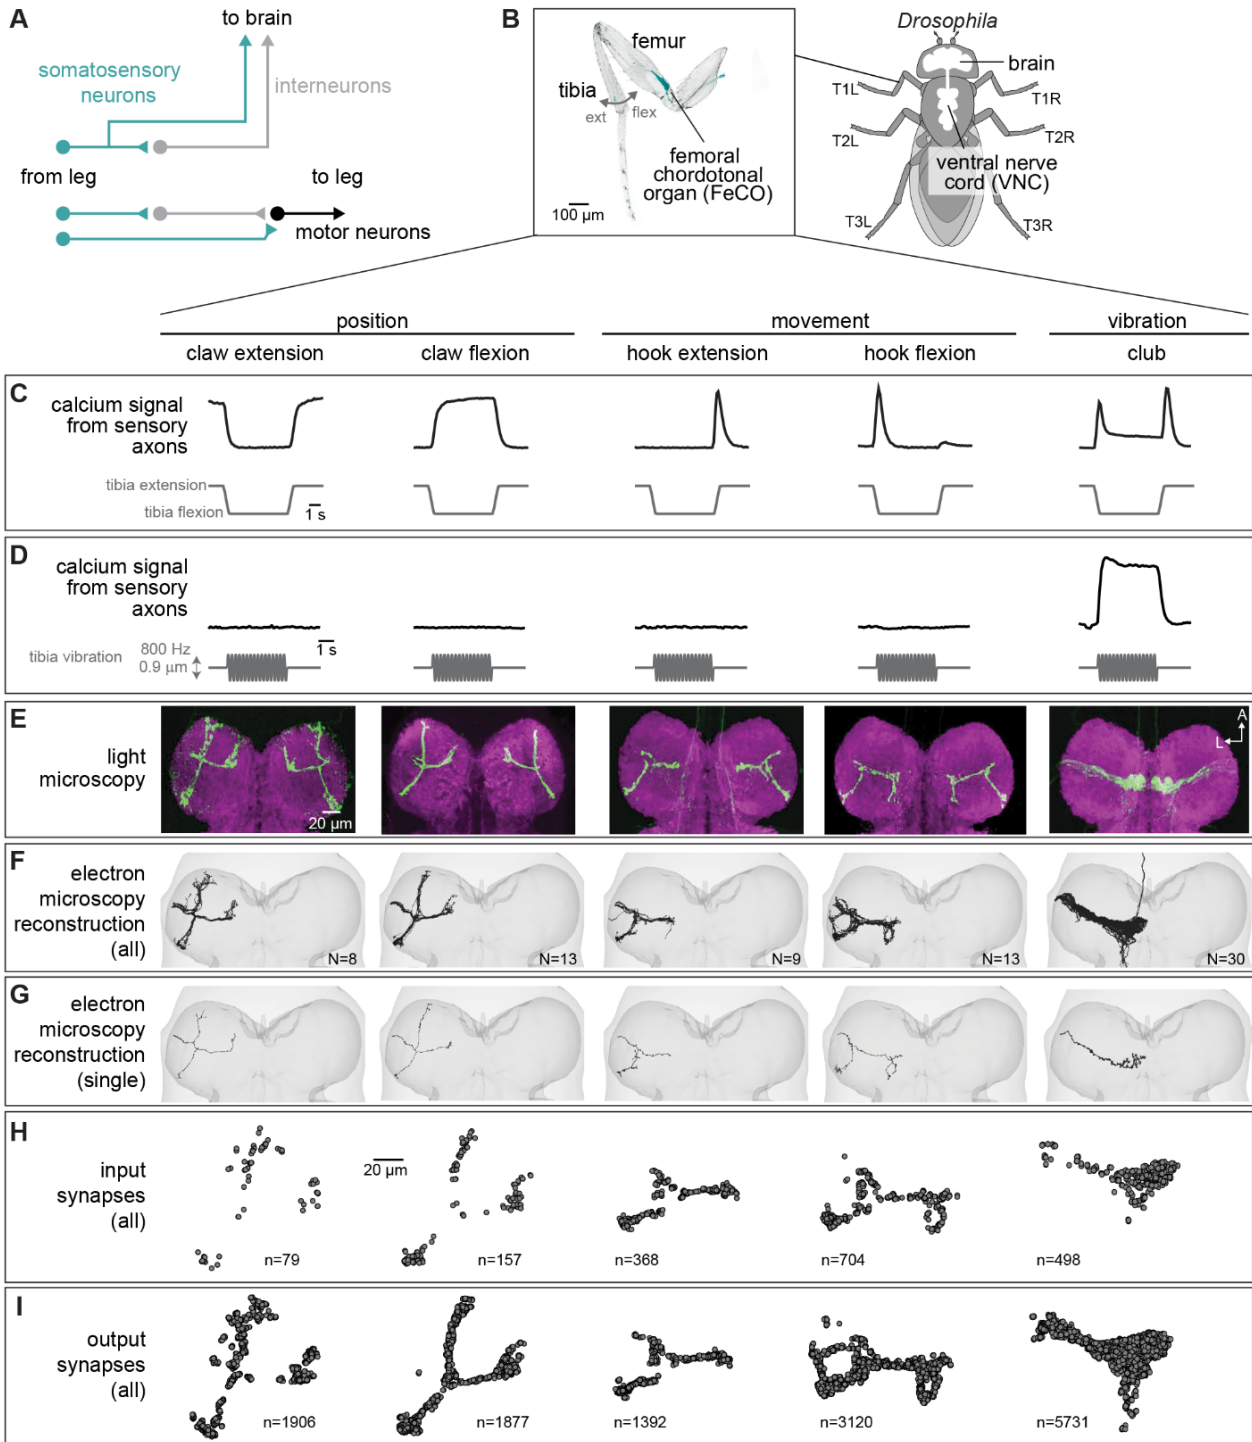 A
to brain
somatosensory
neurons
interneurons
from leg
to leg
motor neurons
B
femur
tibia
ext
flex
femoral
chordotonal
organ (FeCO)
100 µm
Drosophila
brain
T1L
T1R
T2L
T2R
ventral nerve
cord (VNC)
T3L
T3R
position
movement
vibration
claw extension
claw flexion
hook extension
hook flexion
club
C
calcium signal
from sensory
axons
tibia extension
tibia flexion
1 s
D
calcium signal
from sensory
axons
1 s
tibia vibration
800 Hz
0.9 µm
E
light
microscopy
20 µm
A
L
F
electron
microscopy
reconstruction
(all)
N=8
N=13
N=9
N=13
N=30
G
electron
microscopy
reconstruction
(single)
H
input
synapses
(all)
20 µm
n=79
n=157
n=368
n=704
n=498
I
output
synapses
(all)
n=1906
n=1877
n=1392
n=3120
n=5731